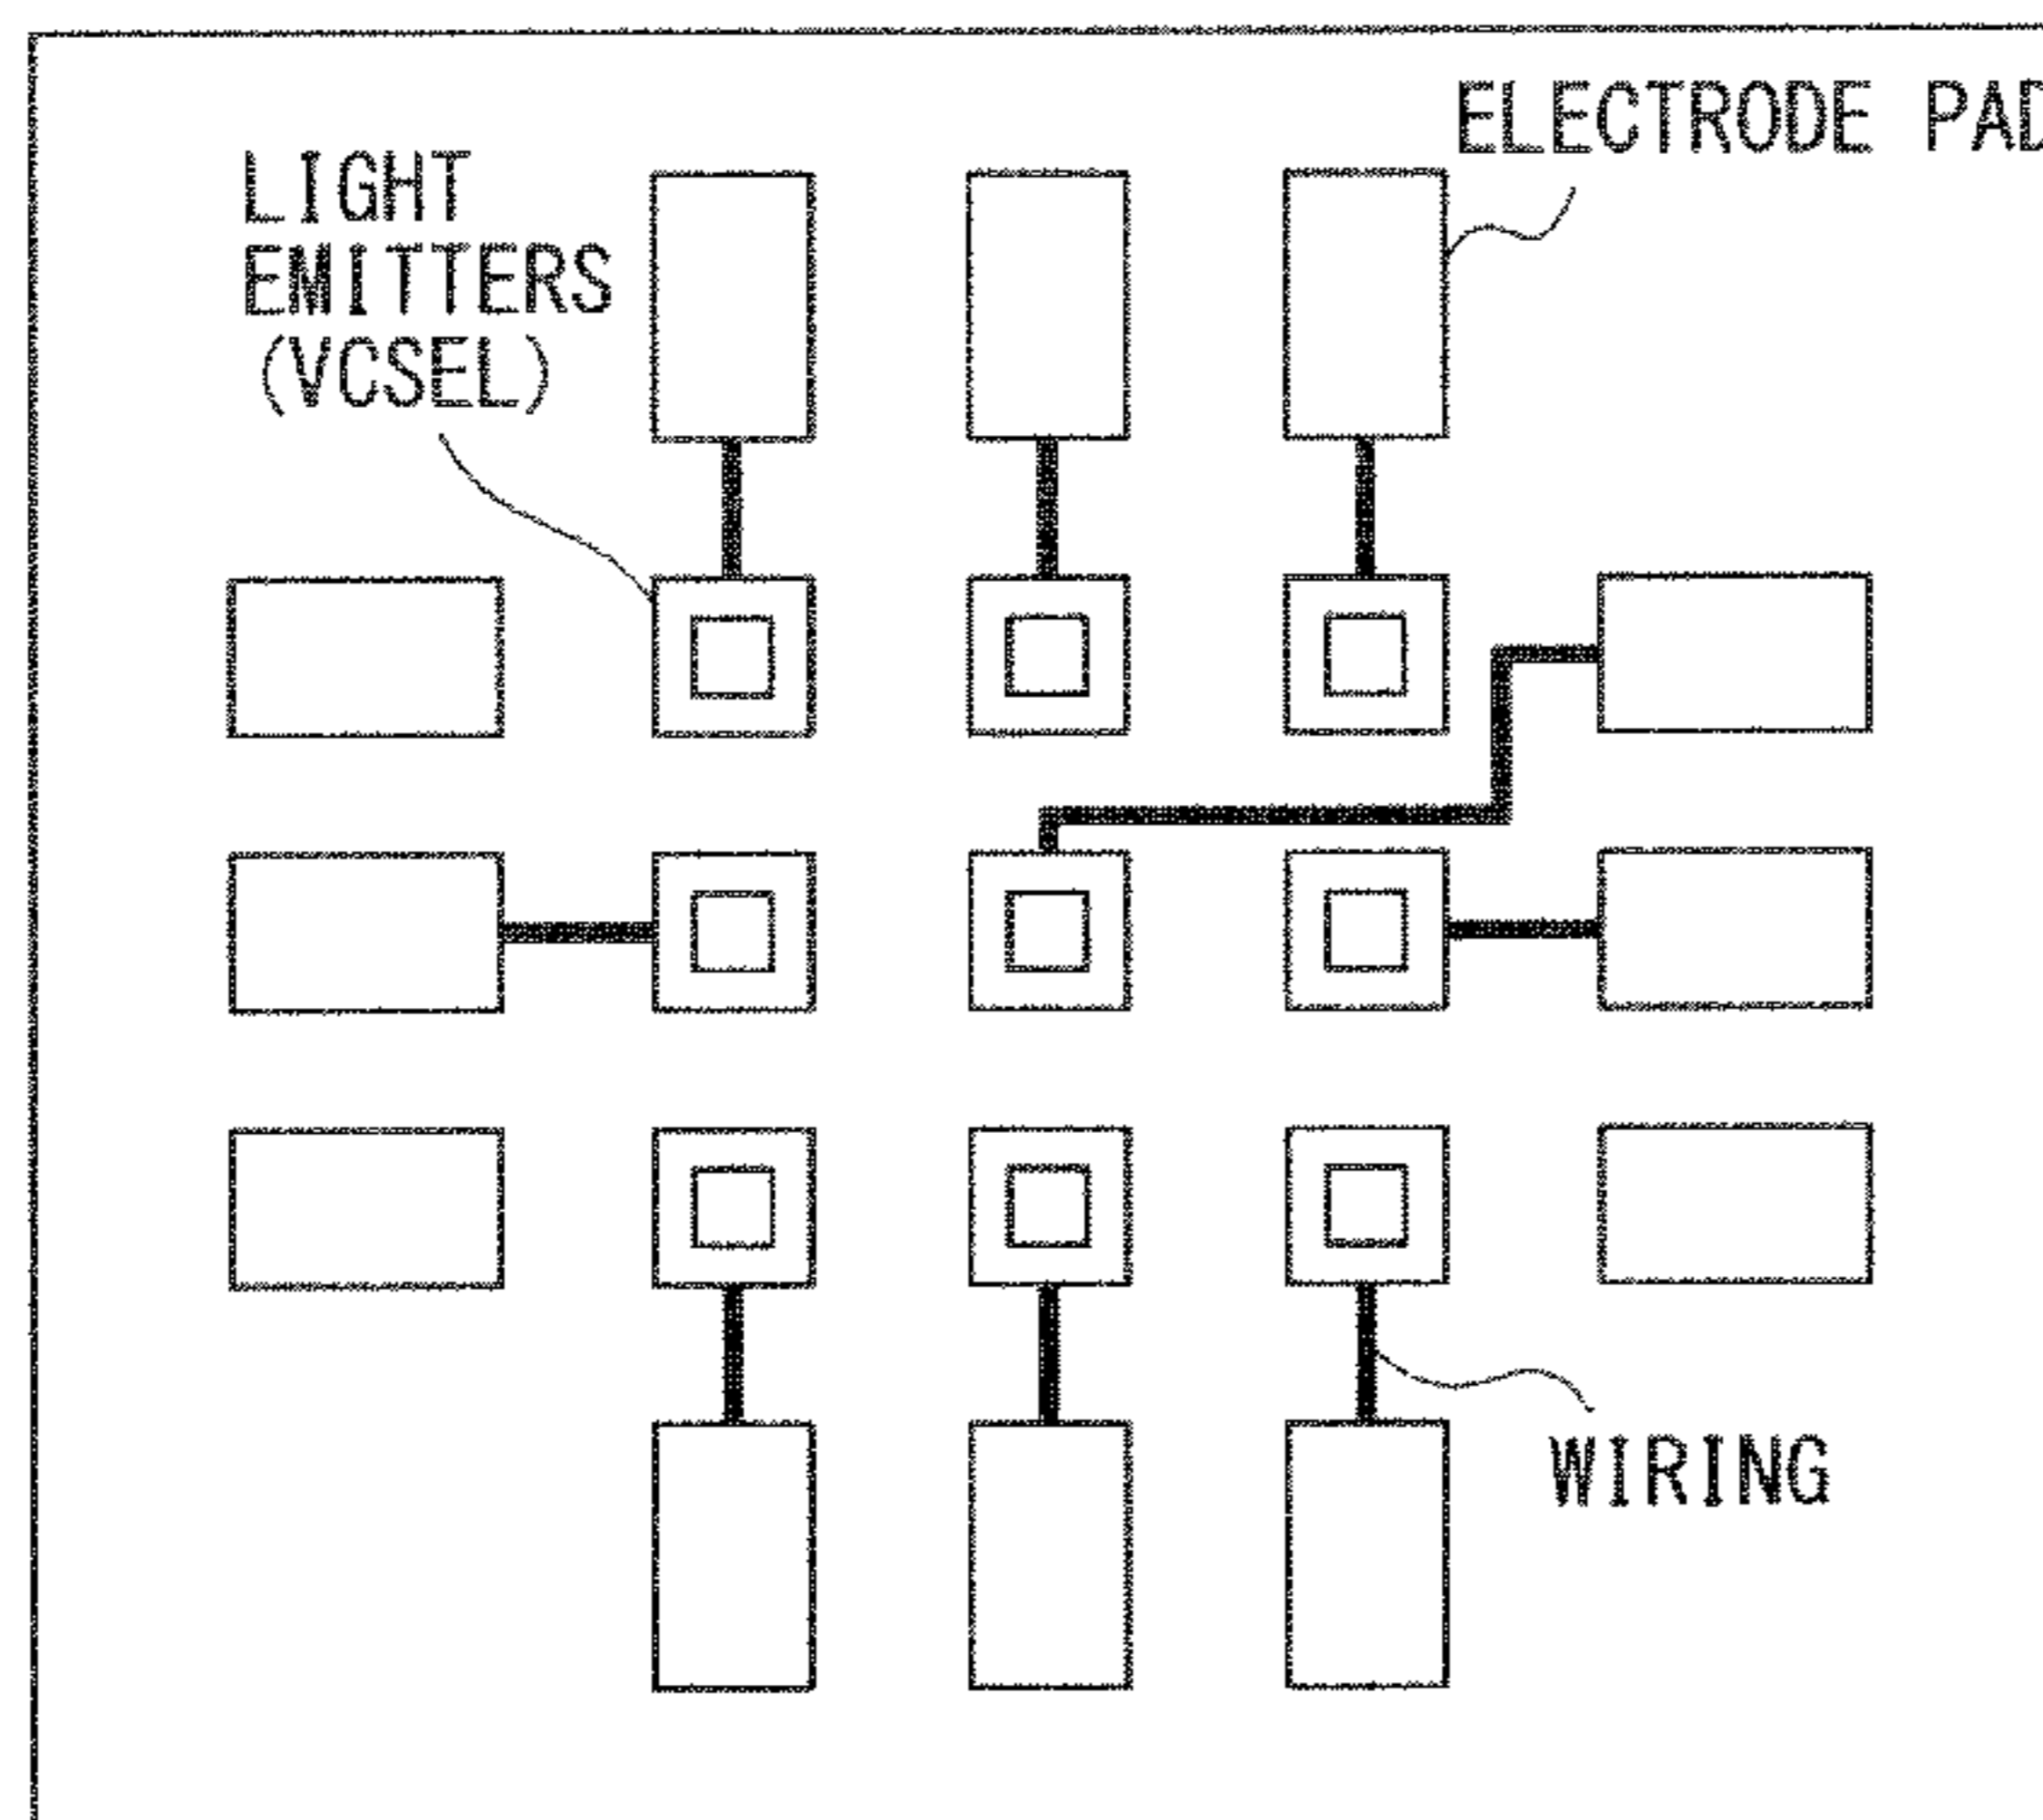 ELECTRODE PAD
LIGHT
EMITTERS
(VCSEL)
WIRING